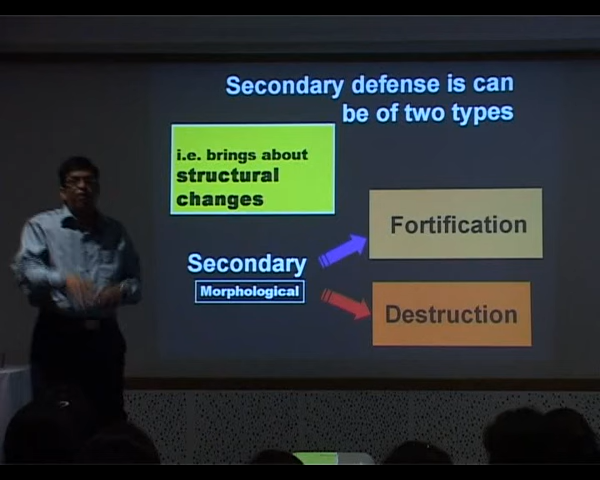 Secondary defense is can
be of two types
i.e. brings about
structural
changes
Fortification
Secondary
Morphological
Destruction